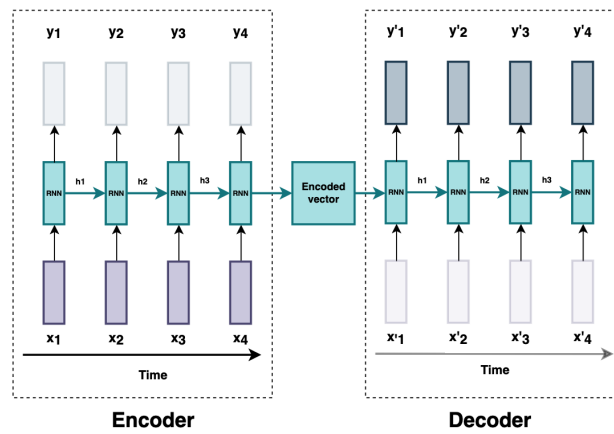 y1 y2 y3 y4
y'1 y'2 y'3 y'4
h1 h2 h3
RNN RNN RNN RNN
Encoded
vector
h1 h2 h3
RNN RNN RNN RNN
x1 x2 x3 x4
x'1 x'2 x'3 x'4
Time
Time
Encoder
Decoder